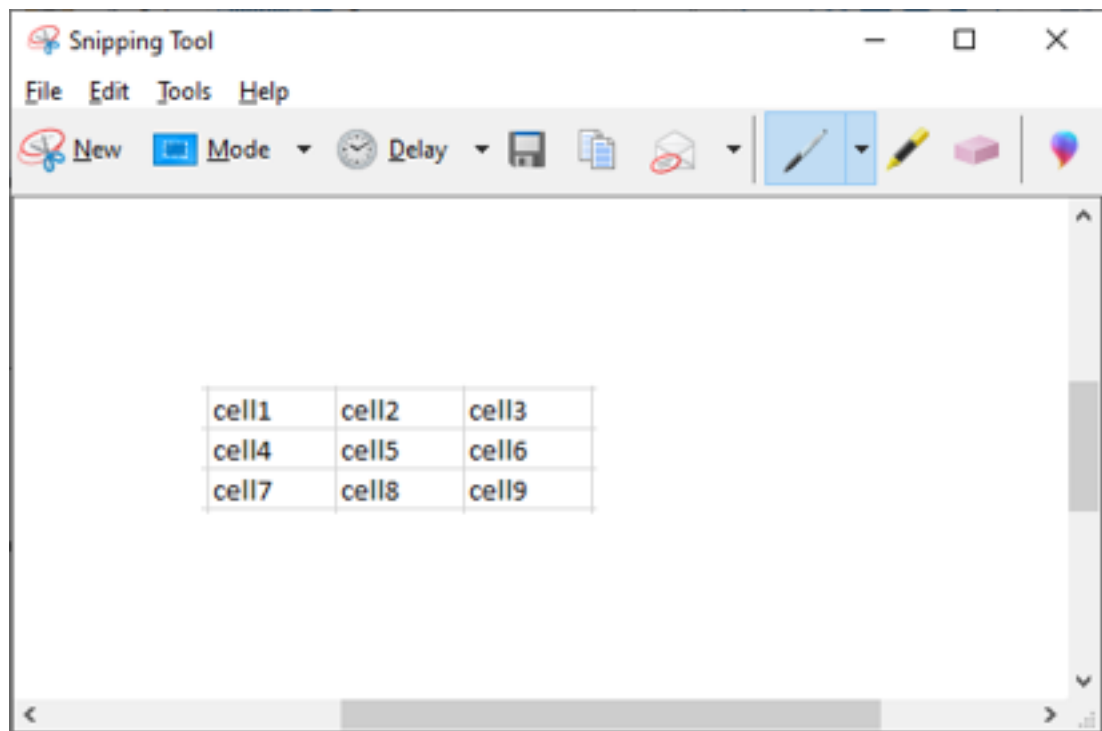 Snipping Tool
File Edit Tools Help
New Mode Delay
cell1 cell2 cell3
cell4 cell5 cell6
cell7 cell8 cell9